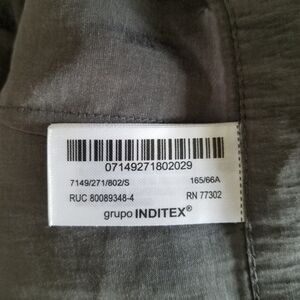 07149271802029
7149/271/802/S 165/66A
RUC 80089348-4 RN 77302
grupo INDITEX®